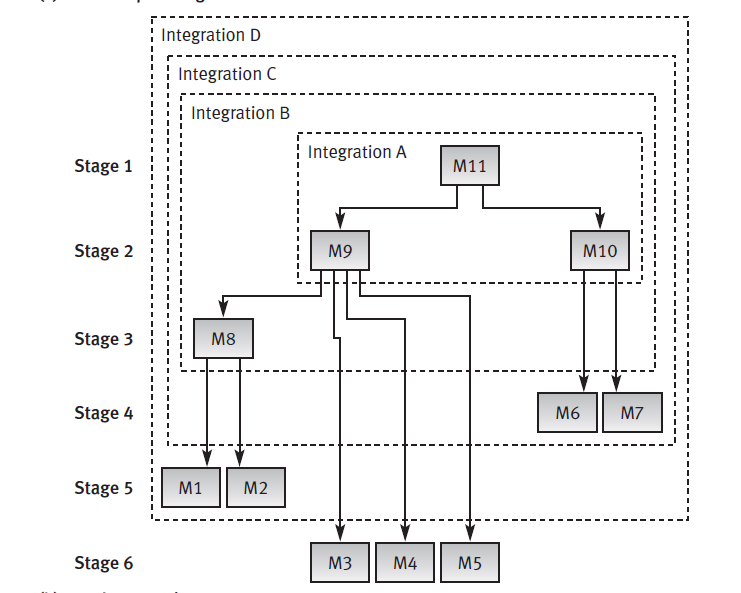 Integration D
Integration C
Integration B
Integration A
Stage 1
M11
Stage 2
M9
M10
Stage 3
M8
Stage 4
M6
M7
Stage 5
M1
M2
Stage 6
M3
M4
M5